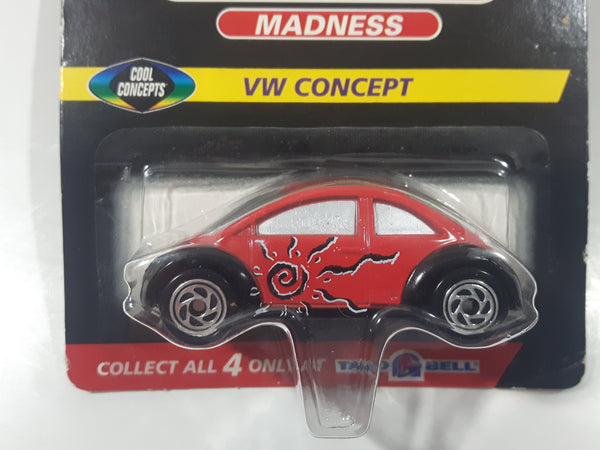 MADNESS
COOL
CONCEPTS
VW CONCEPT
COLLECT ALL 4 ONLY AT TACO BELL